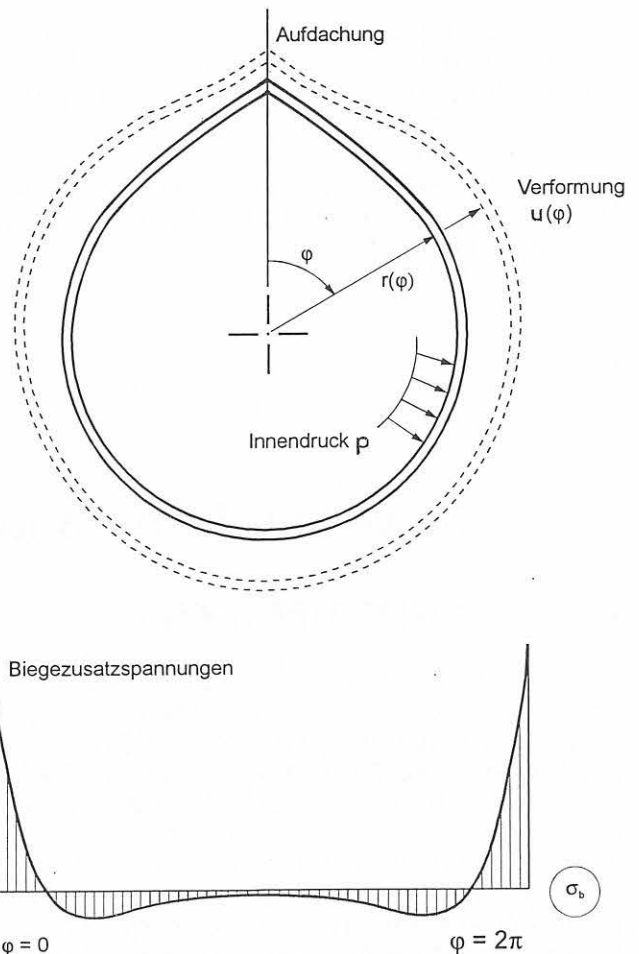 Aufdachung
Verformung
u(φ)
φ
r(φ)
Innendruck p
Biegezusatzspannungen
σb
φ = 0
φ = 2π